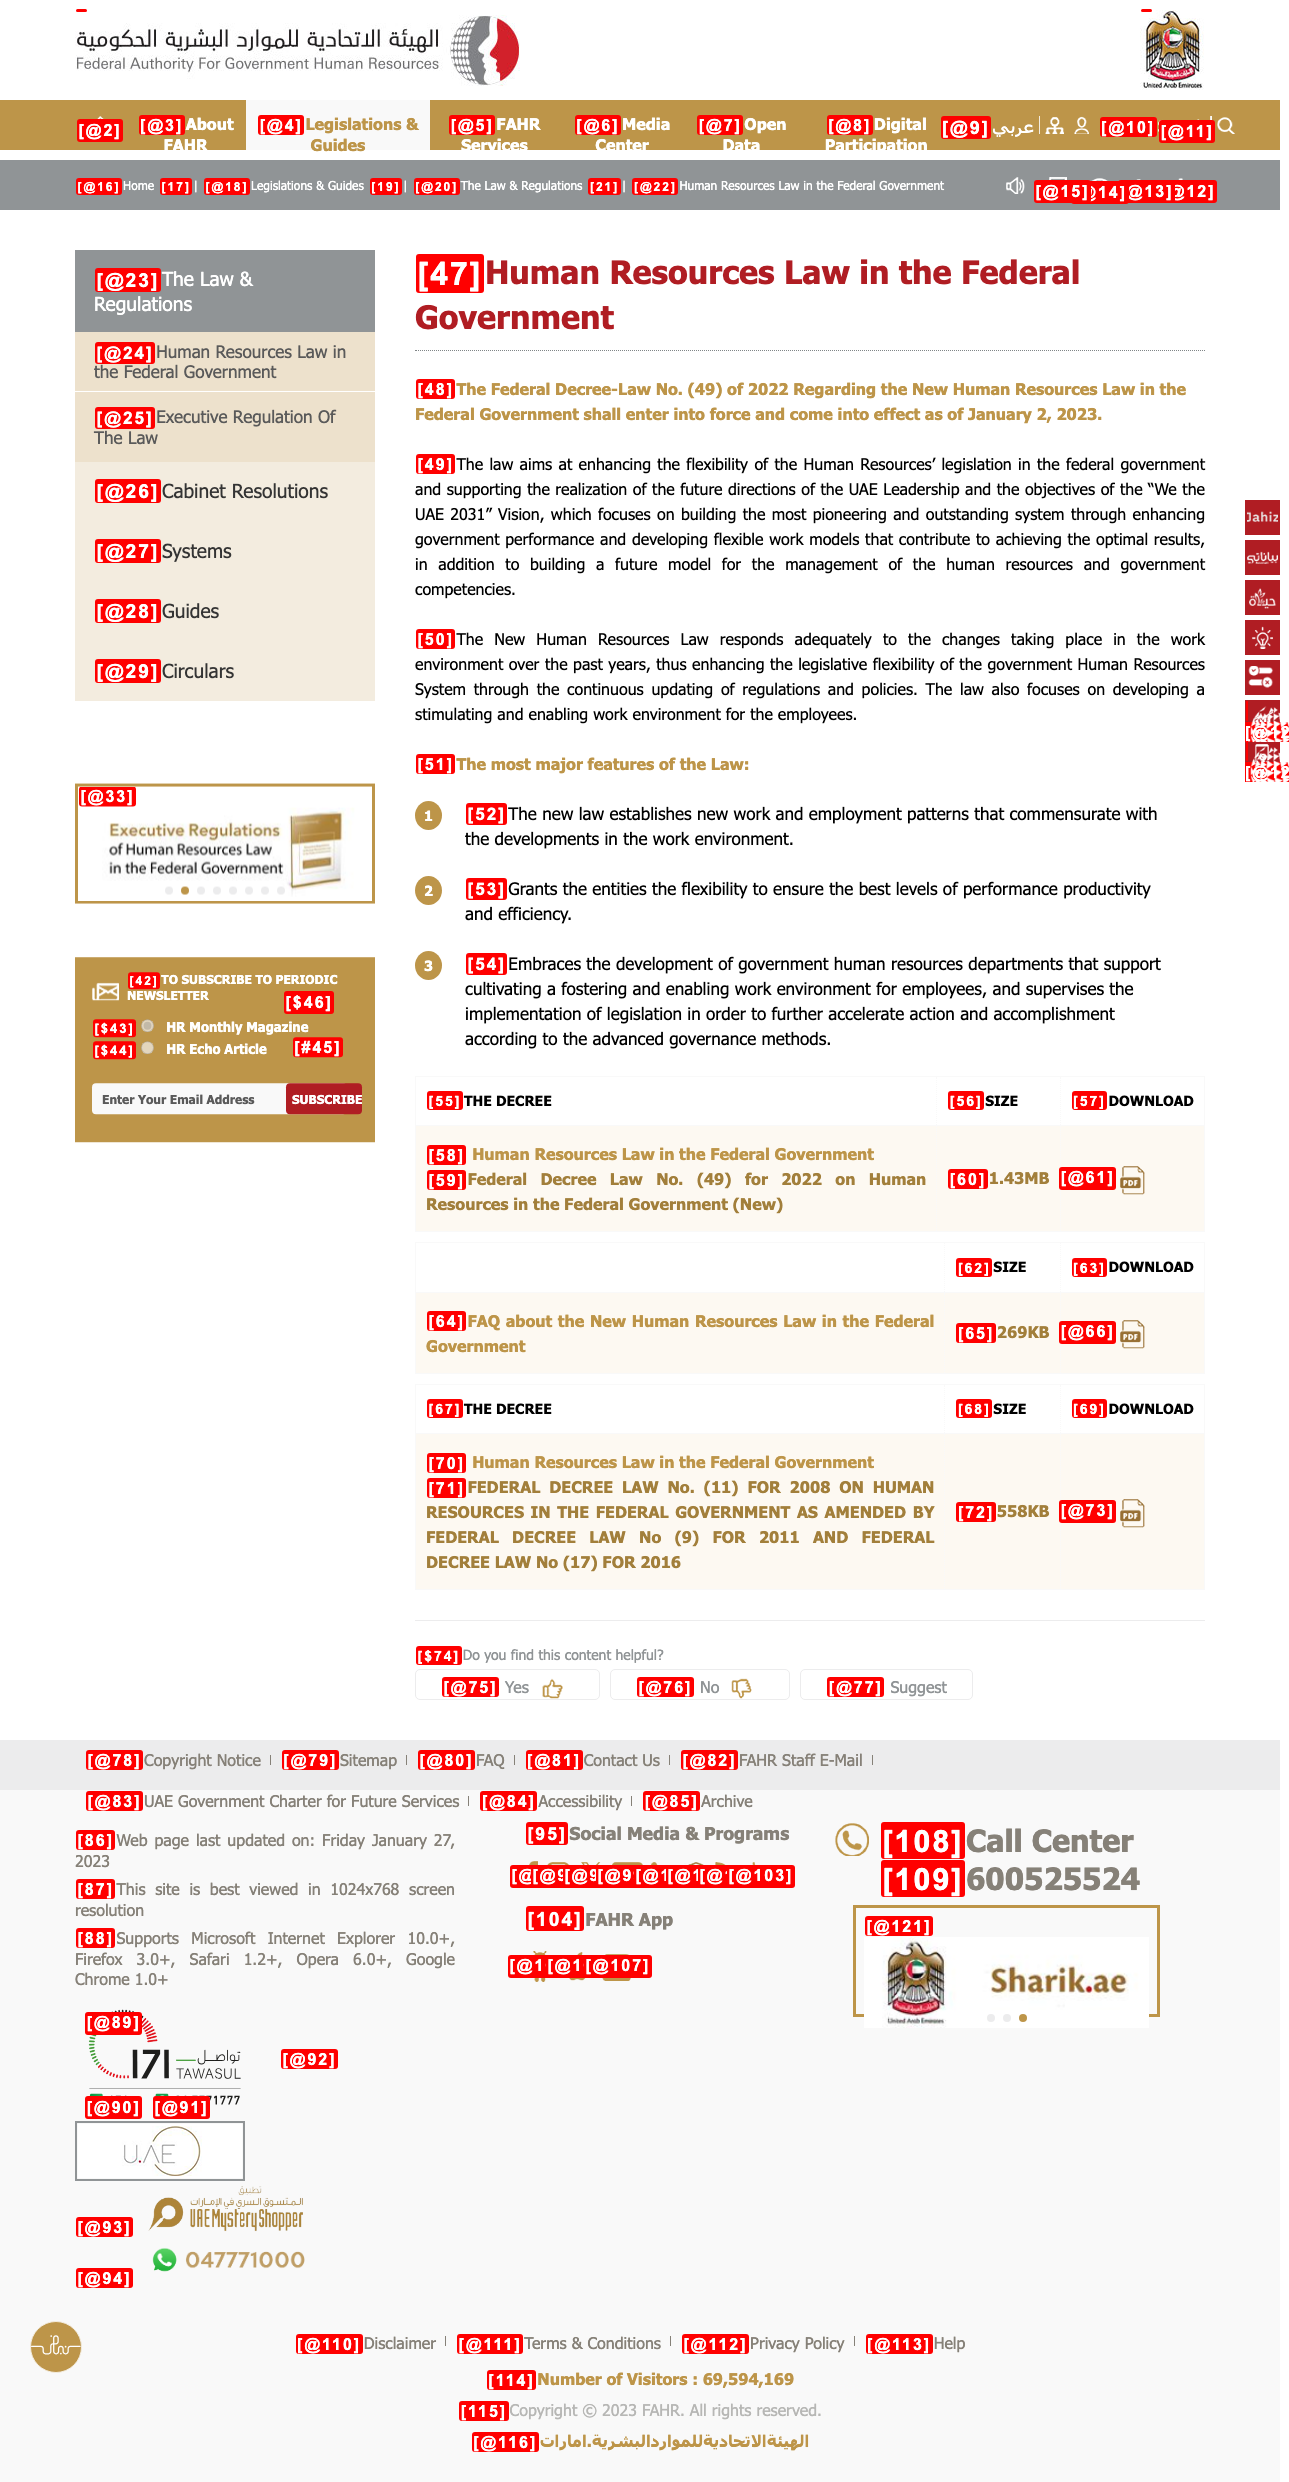 الهيئة الاتحادية للموارد البشرية الحكومية
Federal Authority For Government Human Resources
United Arab Emirates
[@2]
[@3]About FAHR
[@4]Legislations & Guides
[@5]FAHR Services
[@6]Media Center
[@7]Open Data
[@8]Digital Participation
[@9]عربي
[@10]
[@11]
[@16]Home [17]| [@18]Legislations & Guides [19]| [@20]The Law & Regulations [21]| [@22]Human Resources Law in the Federal Government
[@15]
[@23]The Law &
Regulations
[@24]Human Resources Law in
the Federal Government
[@25]Executive Regulation Of
The Law
[@26]Cabinet Resolutions
[@27]Systems
[@28]Guides
[@29]Circulars
[@33]
Executive Regulations
of Human Resources Law
in the Federal Government
[42]TO SUBSCRIBE TO PERIODIC
NEWSLETTER
[$46]
[$43] HR Monthly Magazine
[$44] HR Echo Article [#45]
Enter Your Email Address SUBSCRIBE
[47]Human Resources Law in the Federal
Government
[48]The Federal Decree-Law No. (49) of 2022 Regarding the New Human Resources Law in the
Federal Government shall enter into force and come into effect as of January 2, 2023.
[49]The law aims at enhancing the flexibility of the Human Resources’ legislation in the federal government
and supporting the realization of the future directions of the UAE Leadership and the objectives of the “We the
UAE 2031” Vision, which focuses on building the most pioneering and outstanding system through enhancing
government performance and developing flexible work models that contribute to achieving the optimal results,
in addition to building a future model for the management of the human resources and government
competencies.
[50]The New Human Resources Law responds adequately to the changes taking place in the work
environment over the past years, thus enhancing the legislative flexibility of the government Human Resources
System through the continuous updating of regulations and policies. The law also focuses on developing a
stimulating and enabling work environment for the employees.
[51]The most major features of the Law:
1 [52]The new law establishes new work and employment patterns that commensurate with
the developments in the work environment.
2 [53]Grants the entities the flexibility to ensure the best levels of performance productivity
and efficiency.
3 [54]Embraces the development of government human resources departments that support
cultivating a fostering and enabling work environment for employees, and supervises the
implementation of legislation in order to further accelerate action and accomplishment
according to the advanced governance methods.
[55]THE DECREE [56]SIZE [57]DOWNLOAD
[58] Human Resources Law in the Federal Government
[59]Federal Decree Law No. (49) for 2022 on Human
Resources in the Federal Government (New)
[60]1.43MB [@61] PDF
[62]SIZE [63]DOWNLOAD
[64]FAQ about the New Human Resources Law in the Federal
Government
[65]269KB [@66] PDF
[67]THE DECREE [68]SIZE [69]DOWNLOAD
[70] Human Resources Law in the Federal Government
[71]FEDERAL DECREE LAW No. (11) FOR 2008 ON HUMAN
RESOURCES IN THE FEDERAL GOVERNMENT AS AMENDED BY
FEDERAL DECREE LAW No (9) FOR 2011 AND FEDERAL
DECREE LAW No (17) FOR 2016
[72]558KB [@73] PDF
[$74]Do you find this content helpful?
[@75] Yes [@76] No [@77] Suggest
Jahiz
بياناتي
حياة
[@78]Copyright Notice [@79]Sitemap [@80]FAQ [@81]Contact Us [@82]FAHR Staff E-Mail
[@83]UAE Government Charter for Future Services [@84]Accessibility [@85]Archive
[86]Web page last updated on: Friday January 27,
2023
[87]This site is best viewed in 1024x768 screen
resolution
[88]Supports Microsoft Internet Explorer 10.0+,
Firefox 3.0+, Safari 1.2+, Opera 6.0+, Google
Chrome 1.0+
[@89]
171 تواصل
TAWASUL
[@92]
[@90] [@91]
U.AE
تطبيق
المتسوق السري في الإمارات
UAE Mystery Shopper
[@93]
047771000
[@94]
[95]Social Media & Programs
[@103]
[104]FAHR App
[@107]
[108]Call Center
[109]600525524
[@121]
United Arab Emirates
Sharik.ae
[@110]Disclaimer [@111]Terms & Conditions [@112]Privacy Policy [@113]Help
[114]Number of Visitors : 69,594,169
[115]Copyright © 2023 FAHR. All rights reserved.
[@116]الهيئةالاتحاديةللمواردالبشرية.امارات